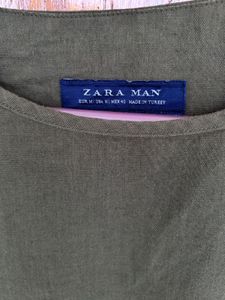 ZARA MAN
EUR M USA M MEX 40 MADE IN TURKEY